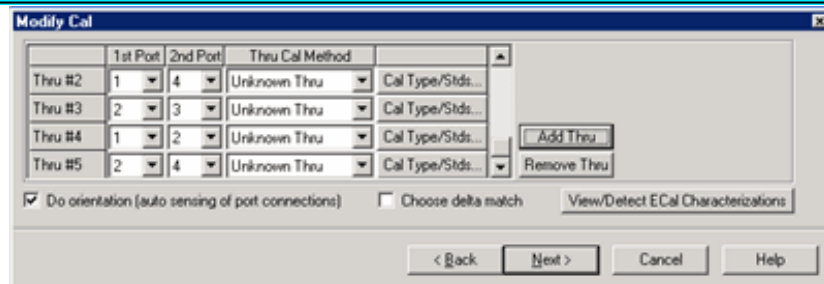 Modify Cal
1st Port 2nd Port Thru Cal Method
Thru #2 1 4 Unknown Thru Cal Type/Stds...
Thru #3 2 3 Unknown Thru Cal Type/Stds...
Thru #4 1 2 Unknown Thru Cal Type/Stds... Add Thru
Thru #5 2 4 Unknown Thru Cal Type/Stds... Remove Thru
Do orientation (auto sensing of port connections) Choose delta match View/Detect ECal Characterizations
< Back Next > Cancel Help